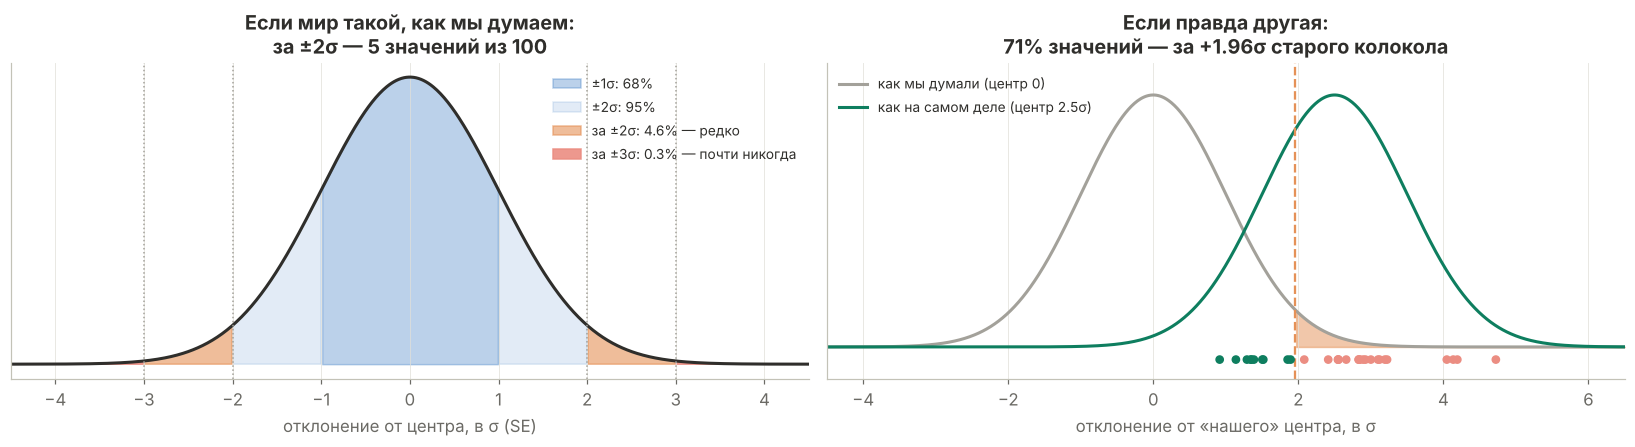 Если мир такой, как мы думаем:
за ±2σ — 5 значений из 100
±1σ: 68%
±2σ: 95%
за ±2σ: 4.6% — редко
за ±3σ: 0.3% — почти никогда
−4 −3 −2 −1 0 1 2 3 4
отклонение от центра, в σ (SE)
Если правда другая:
71% значений — за +1.96σ старого колокола
как мы думали (центр 0)
как на самом деле (центр 2.5σ)
−4 −2 0 2 4 6
отклонение от «нашего» центра, в σ